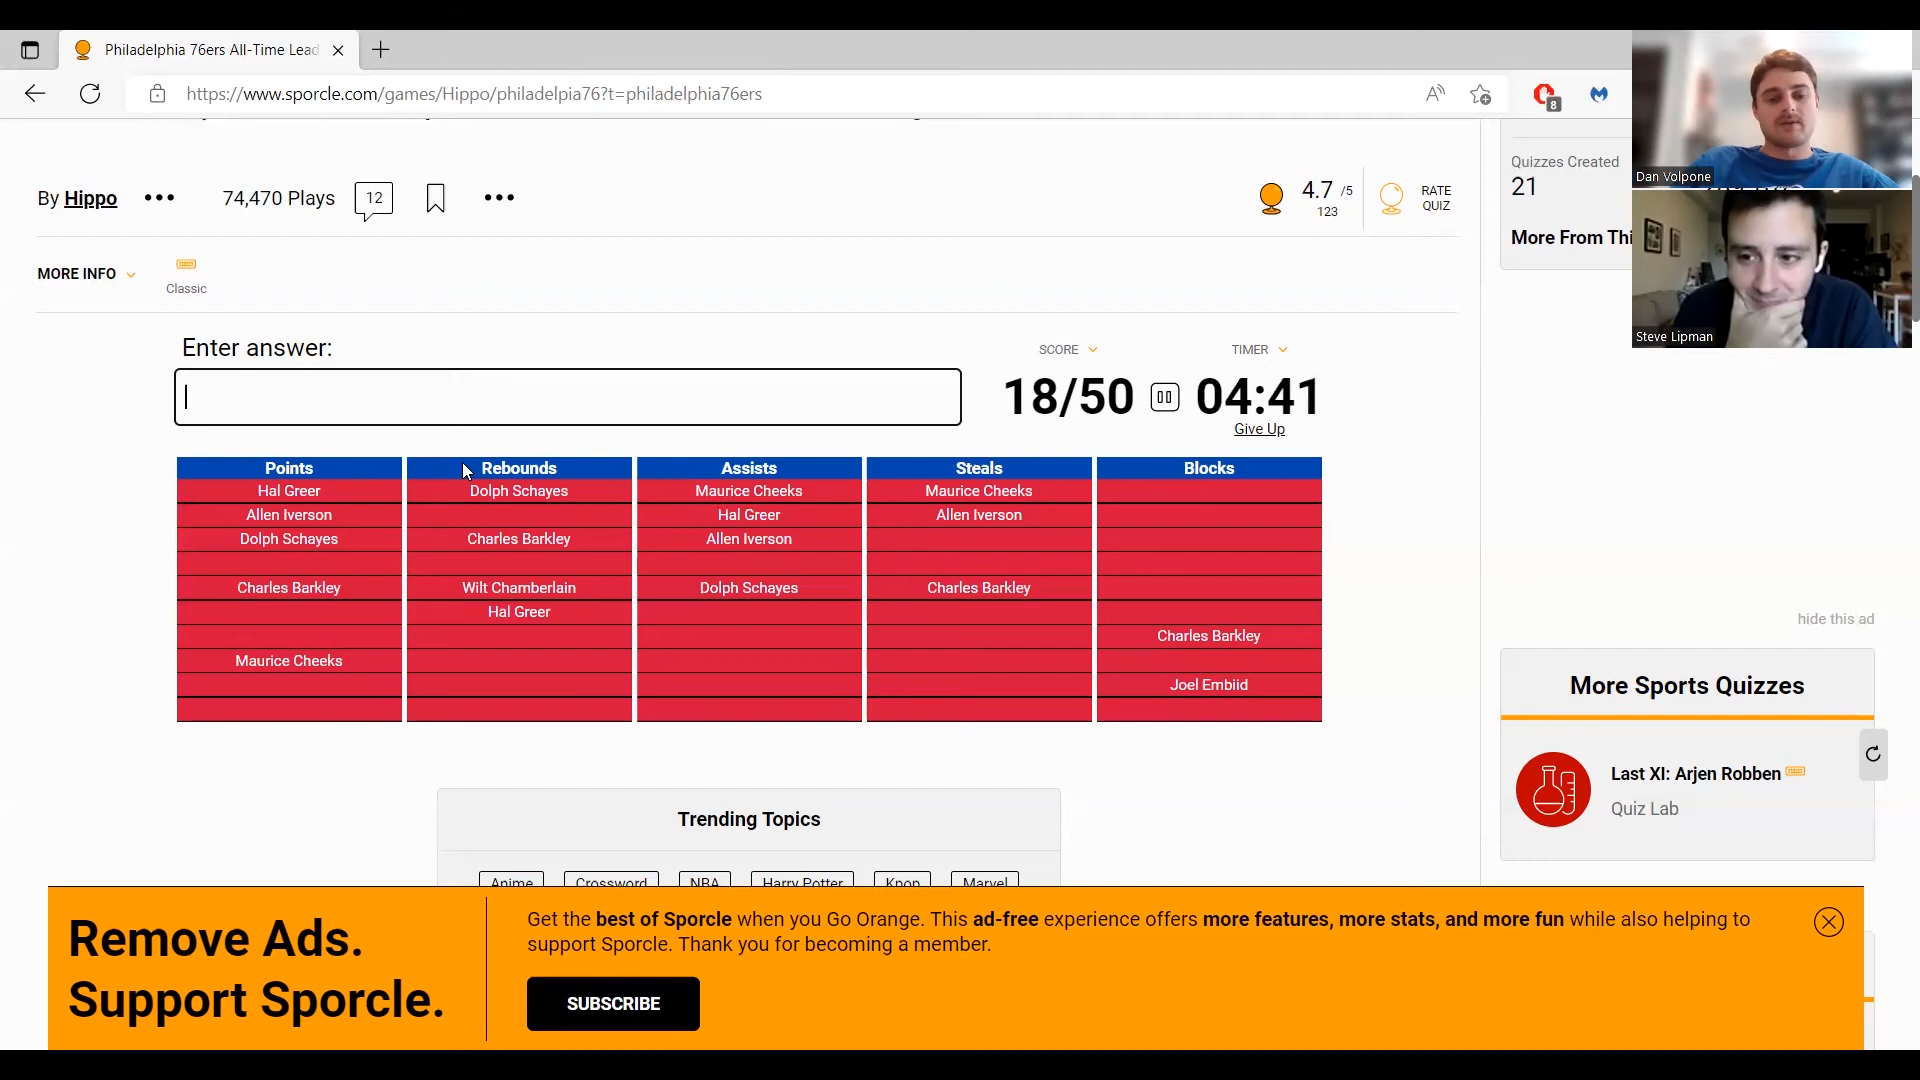 Philadelphia 76ers All-Time Lead
https://www.sporcle.com/games/Hippo/philadelpia76?t=philadelphia76ers
8
By Hippo
74,470 Plays
12
4.7 /5
123
RATE
QUIZ
MORE INFO
Classic
Quizzes Created
21
More From Thi
Dan Volpone
Steve Lipman
Enter answer:
SCORE
TIMER
18/50
04:41
Give Up
Points Rebounds Assists Steals Blocks
Hal Greer Dolph Schayes Maurice Cheeks Maurice Cheeks
Allen Iverson Hal Greer Allen Iverson
Dolph Schayes Charles Barkley Allen Iverson
Charles Barkley Wilt Chamberlain Dolph Schayes Charles Barkley
Hal Greer
Charles Barkley
Maurice Cheeks
Joel Embiid
hide this ad
More Sports Quizzes
Last XI: Arjen Robben
Quiz Lab
Trending Topics
Anime Crossword NBA Harry Potter Kpop Marvel
Remove Ads.
Support Sporcle.
Get the best of Sporcle when you Go Orange. This ad-free experience offers more features, more stats, and more fun while also helping to
support Sporcle. Thank you for becoming a member.
SUBSCRIBE